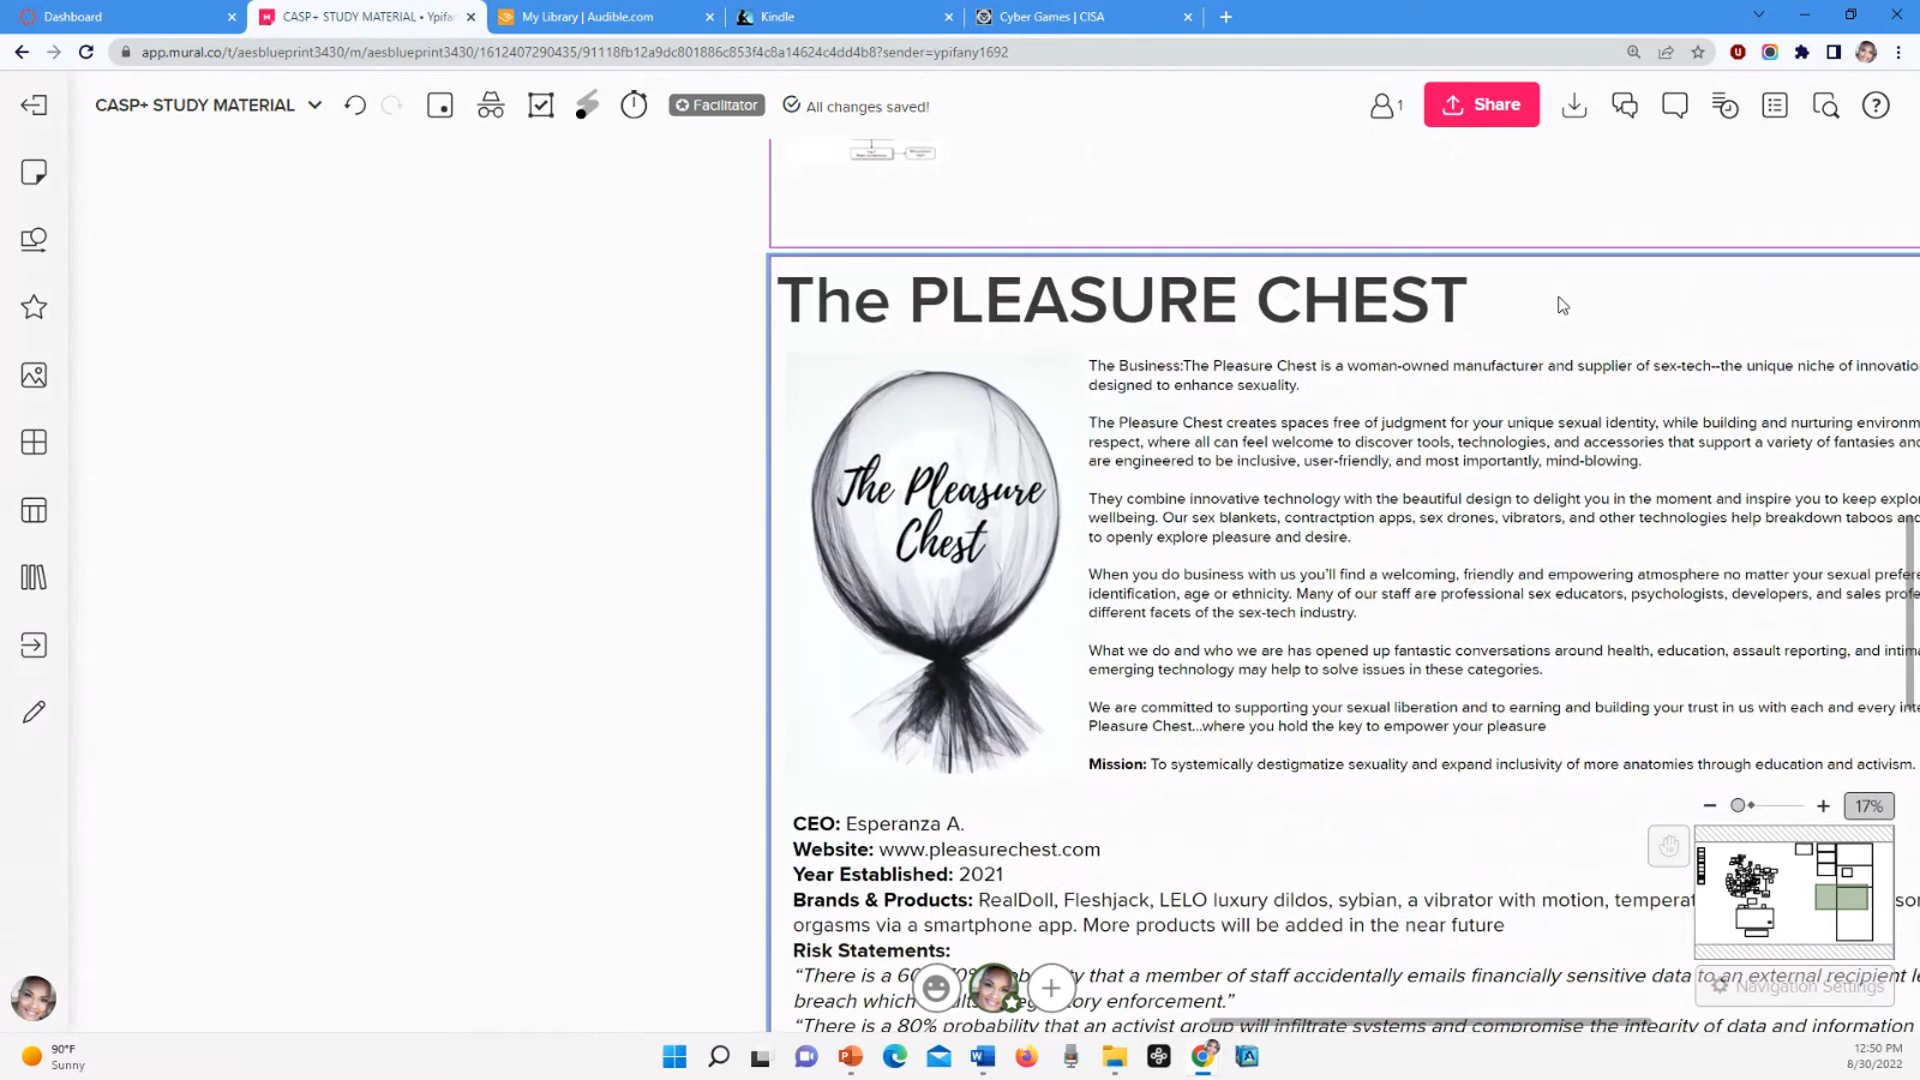 Dashboard
CASP+ STUDY MATERIAL • Ypifan
My Library | Audible.com
Kindle
Cyber Games | CISA
app.mural.co/t/aesblueprint3430/m/aesblueprint3430/1612407290435/91118fb12a9dc801886c853f4c8a14624c4dd4b8?sender=ypifany1692
CASP+ STUDY MATERIAL
Facilitator
All changes saved!
1
Share
The PLEASURE CHEST
The Pleasure
Chest
The Business:The Pleasure Chest is a woman-owned manufacturer and supplier of sex-tech--the unique niche of innovatio
designed to enhance sexuality.
The Pleasure Chest creates spaces free of judgment for your unique sexual identity, while building and nurturing environm
respect, where all can feel welcome to discover tools, technologies, and accessories that support a variety of fantasies and
are engineered to be inclusive, user-friendly, and most importantly, mind-blowing.
They combine innovative technology with the beautiful design to delight you in the moment and inspire you to keep explor
wellbeing. Our sex blankets, contractption apps, sex drones, vibrators, and other technologies help breakdown taboos and
to openly explore pleasure and desire.
When you do business with us you'll find a welcoming, friendly and empowering atmosphere no matter your sexual prefere
identification, age or ethnicity. Many of our staff are professional sex educators, psychologists, developers, and sales profe
different facets of the sex-tech industry.
What we do and who we are has opened up fantastic conversations around health, education, assault reporting, and intima
emerging technology may help to solve issues in these categories.
We are committed to supporting your sexual liberation and to earning and building your trust in us with each and every inte
Pleasure Chest...where you hold the key to empower your pleasure
Mission: To systemically destigmatize sexuality and expand inclusivity of more anatomies through education and activism.
17%
CEO: Esperanza A.
Website: www.pleasurechest.com
Year Established: 2021
Brands & Products: RealDoll, Fleshjack, LELO luxury dildos, sybian, a vibrator with motion, temperat
orgasms via a smartphone app. More products will be added in the near future
Risk Statements:
"There is a 60 that a member of staff accidentally emails financially sensitive data to an external recipient le
breach which ory enforcement."
Navigation Settings
"There is a 80% probability that an activist group will infiltrate systems and compromise the integrity of data and information
90°F
Sunny
12:50 PM
8/30/2022